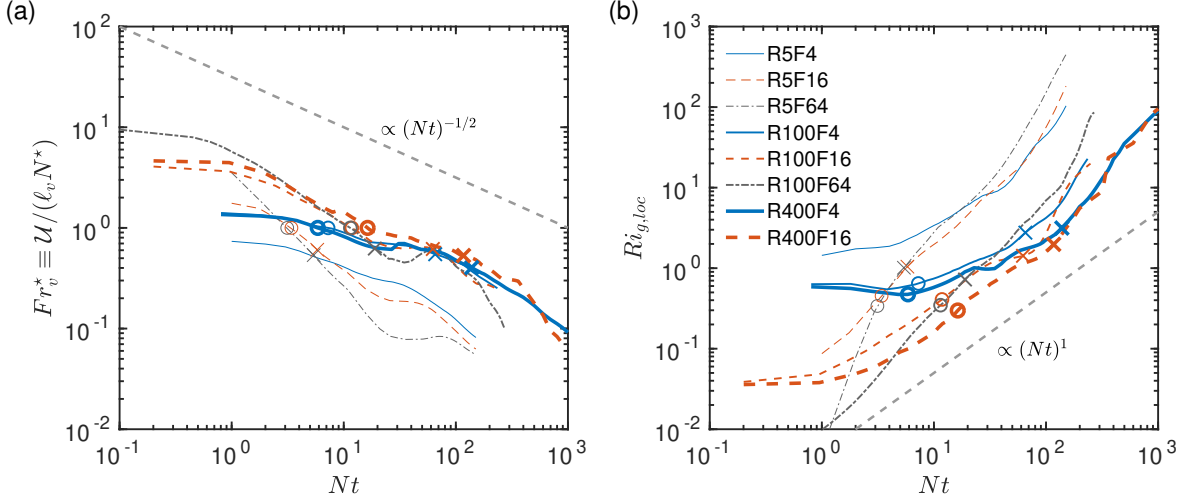 (a)
10^2
10^1
10^0
10^-1
10^-2
10^-1
10^0
10^1
10^2
10^3
Nt
Fr_v^* ≡ 𝒰/(ℓ_v N^*)
∝ (Nt)^{-1/2}
(b)
10^3
10^2
10^1
10^0
10^-1
10^-2
10^-1
10^0
10^1
10^2
10^3
Nt
Ri_{g,loc}
R5F4
R5F16
R5F64
R100F4
R100F16
R100F64
R400F4
R400F16
∝ (Nt)^1